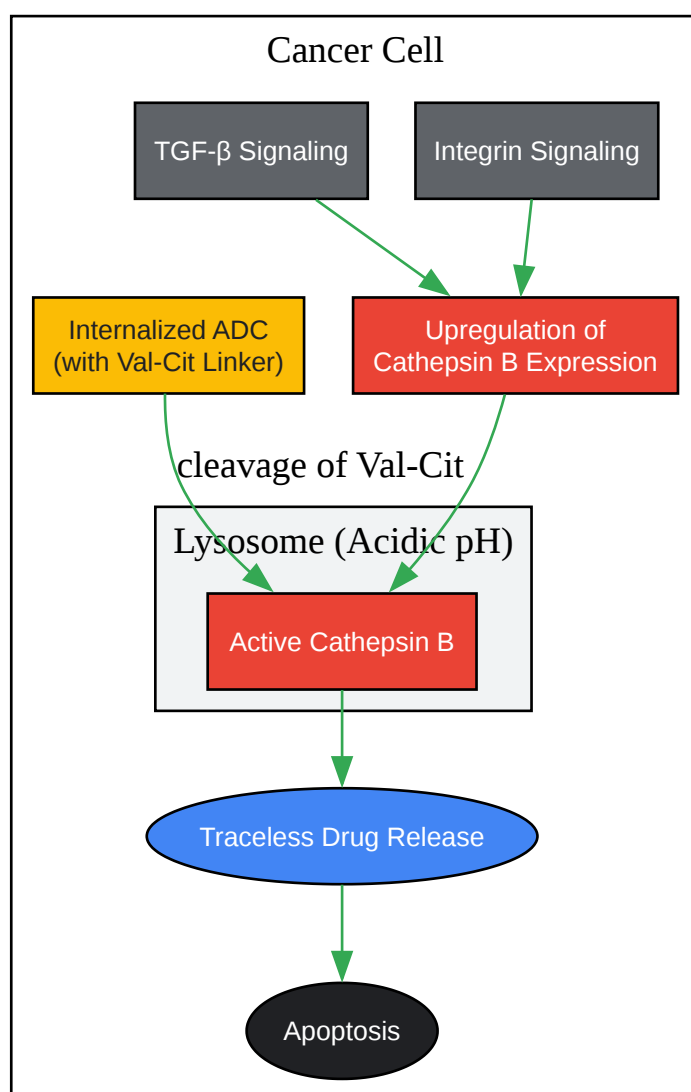 Cancer Cell
TGF-β Signaling
Integrin Signaling
Internalized ADC
(with Val-Cit Linker)
Upregulation of
Cathepsin B Expression
cleavage of Val-Cit
Lysosome (Acidic pH)
Active Cathepsin B
Traceless Drug Release
Apoptosis